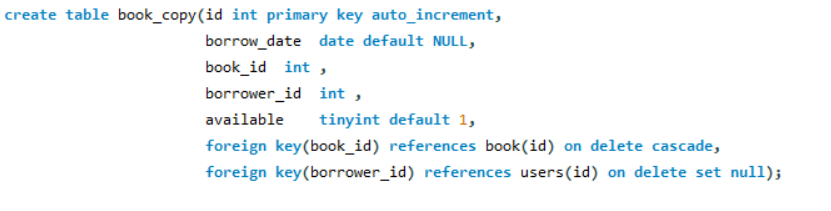 create table book_copy(id int primary key auto_increment,
borrow_date date default NULL,
book_id int ,
borrower_id int ,
available tinyint default 1,
foreign key(book_id) references book(id) on delete cascade,
foreign key(borrower_id) references users(id) on delete set null);